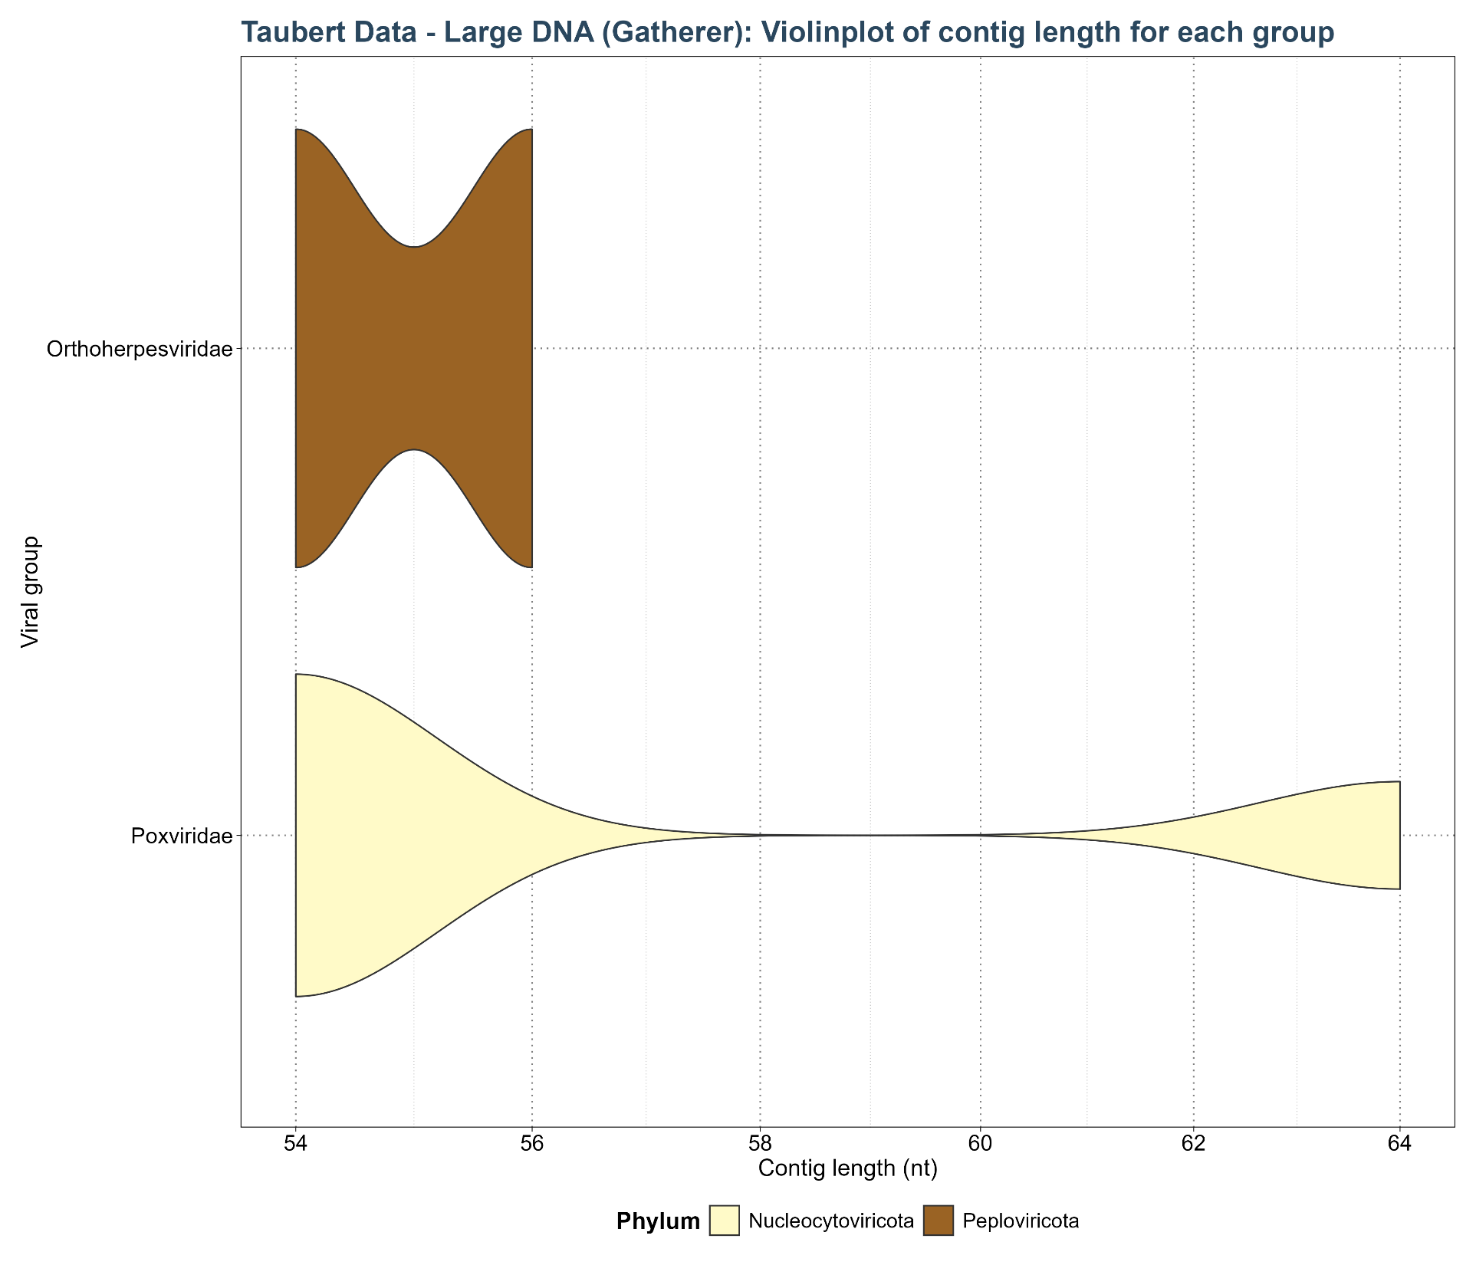 Taubert Data - Large DNA (Gatherer): Violinplot of contig length for each group
Orthoherpesviridae
Viral group
Poxviridae
54 56 58 60 62 64
Contig length (nt)
Phylum Nucleocytoviricota Peploviricota